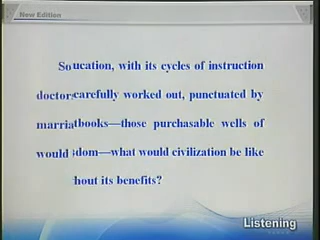 New Edition
So ucation, with its cycles of instruction
doctor carefully worked out, punctuated by
marria tbooks—those purchasable wells of
would dom—what would civilization be like
hout its benefits?
Listening